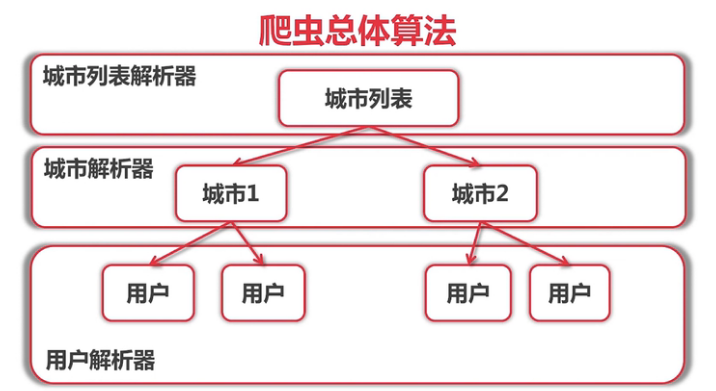 爬虫总体算法
城市列表解析器
城市列表
城市解析器
城市1
城市2
用户
用户
用户
用户
用户解析器